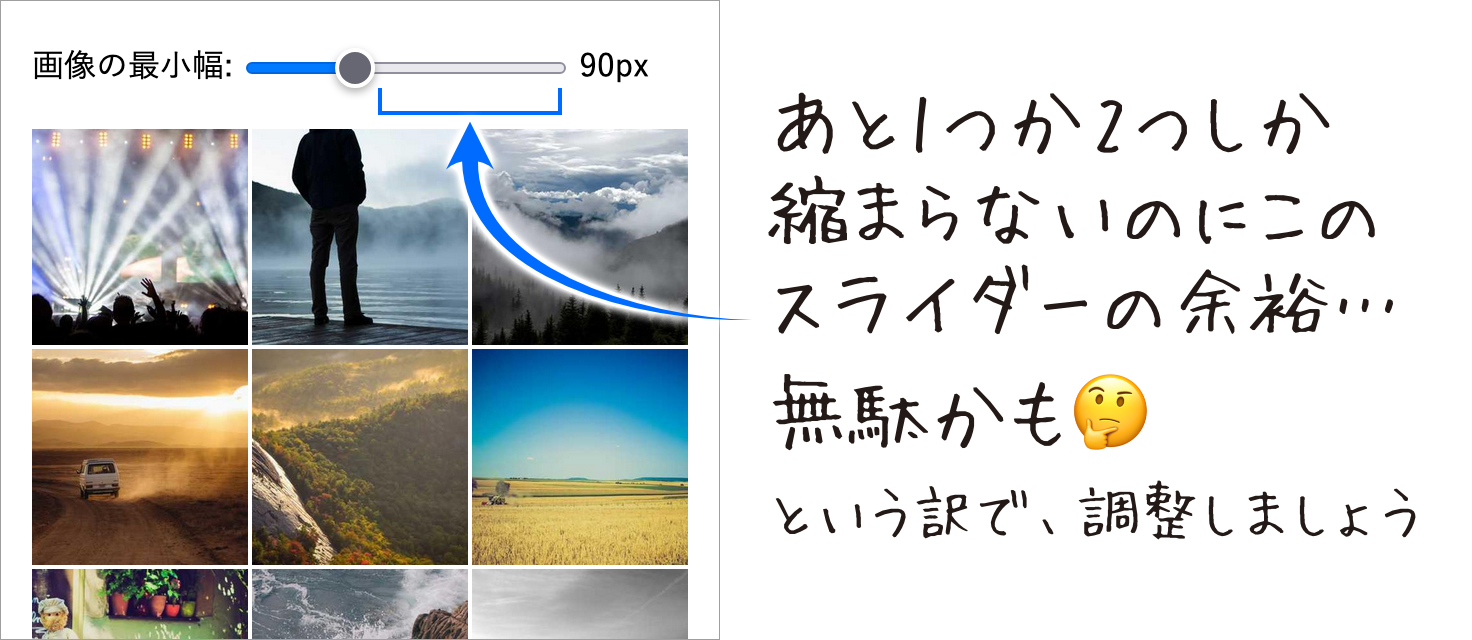 画像の最小幅: 90px
あと1つか2つしか
縮まらないのにこの
スライダーの余裕…
無駄かも🤔
という訳で、調整しましょう